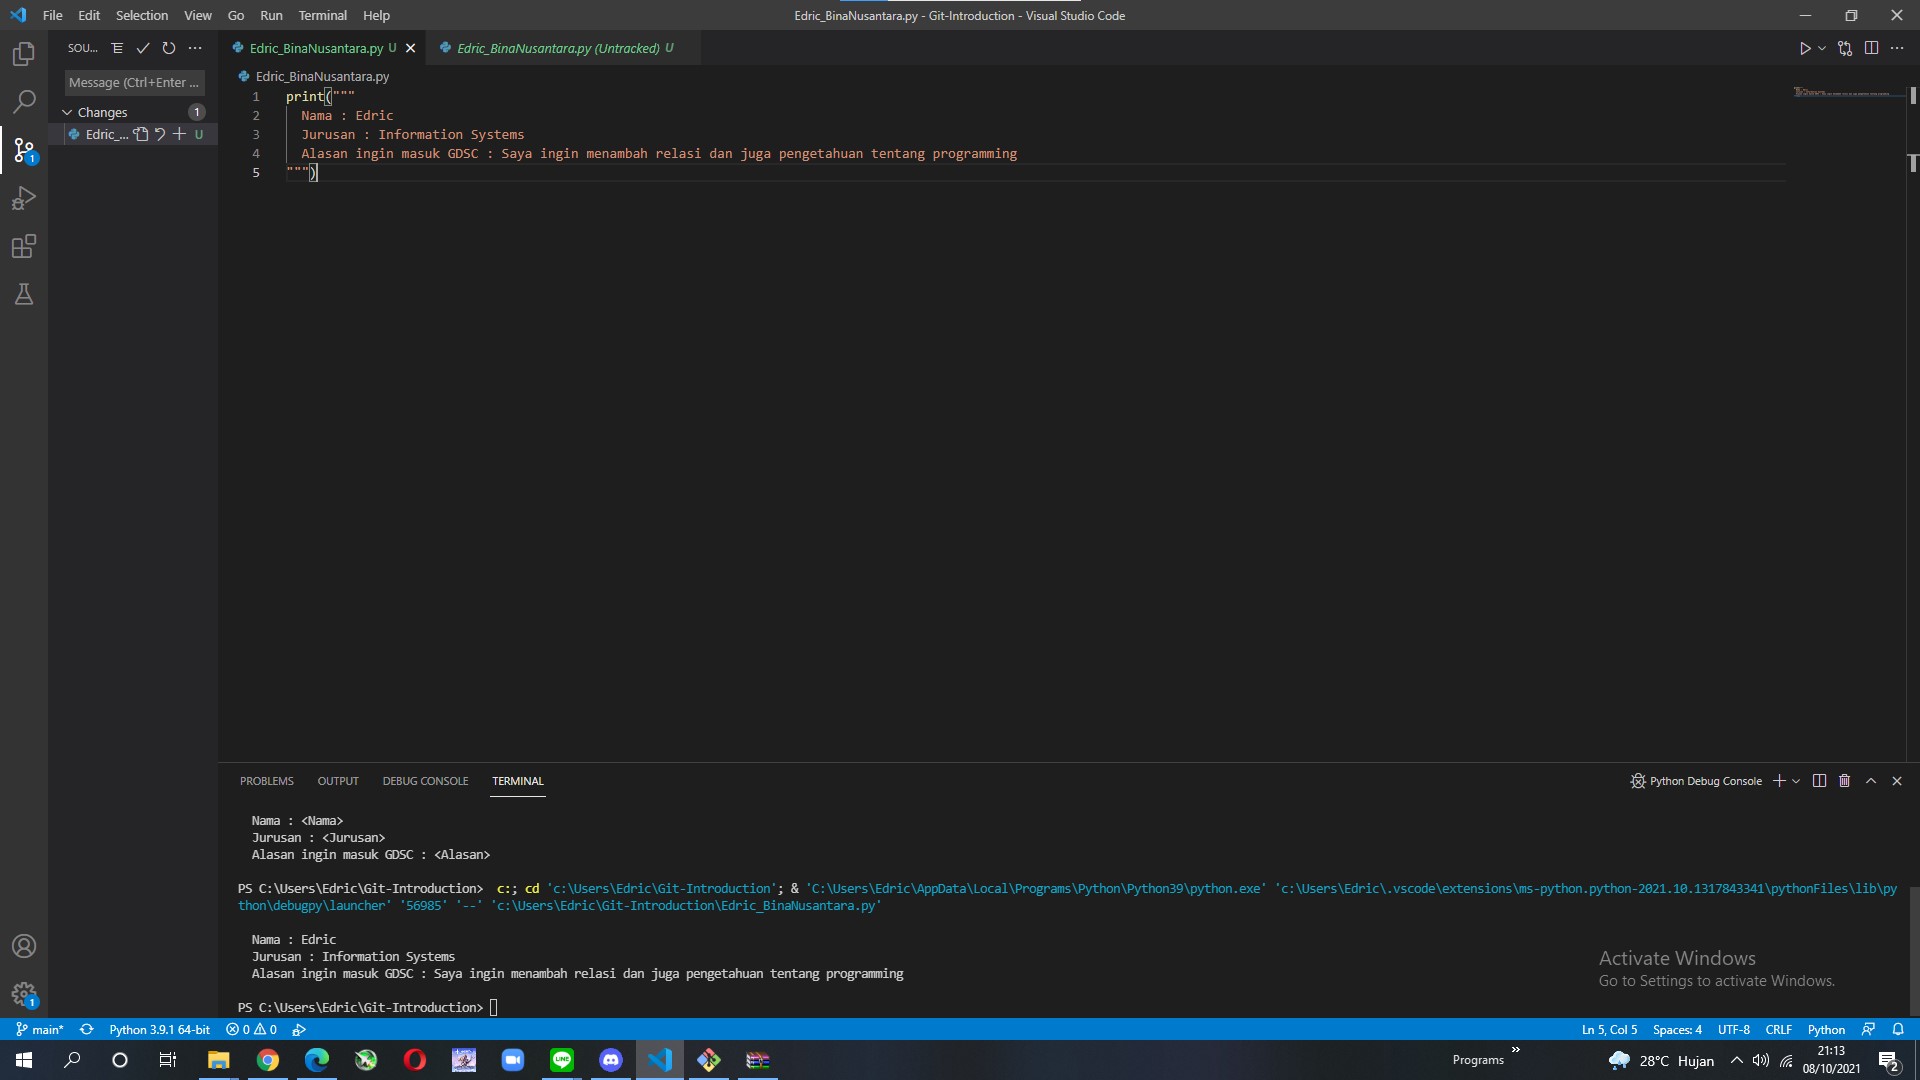 File Edit Selection View Go Run Terminal Help
Edric_BinaNusantara.py - Git-Introduction - Visual Studio Code
SOU...
Message (Ctrl+Enter ...
Changes 1
Edric_... U
1
Edric_BinaNusantara.py U
Edric_BinaNusantara.py (Untracked) U
Edric_BinaNusantara.py
1 print("""
2 Nama : Edric
3 Jurusan : Information Systems
4 Alasan ingin masuk GDSC : Saya ingin menambah relasi dan juga pengetahuan tentang programming
5 """)
PROBLEMS OUTPUT DEBUG CONSOLE TERMINAL
Python Debug Console
Nama : <Nama>
Jurusan : <Jurusan>
Alasan ingin masuk GDSC : <Alasan>
PS C:\Users\Edric\Git-Introduction> c:; cd 'c:\Users\Edric\Git-Introduction'; & 'C:\Users\Edric\AppData\Local\Programs\Python\Python39\python.exe' 'c:\Users\Edric\.vscode\extensions\ms-python.python-2021.10.1317843341\pythonFiles\lib\py
thon\debugpy\launcher' '56985' '--' 'c:\Users\Edric\Git-Introduction\Edric_BinaNusantara.py'
Nama : Edric
Jurusan : Information Systems
Alasan ingin masuk GDSC : Saya ingin menambah relasi dan juga pengetahuan tentang programming
PS C:\Users\Edric\Git-Introduction>
Activate Windows
Go to Settings to activate Windows.
1
main* Python 3.9.1 64-bit 0 0
Ln 5, Col 5 Spaces: 4 UTF-8 CRLF Python
LINE
Programs »
28°C Hujan
21:13
08/10/2021
2